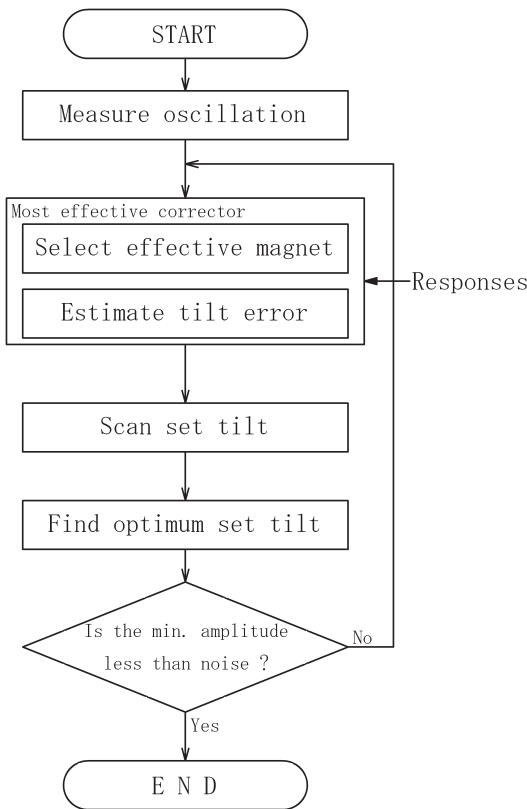 START
Measure oscillation
Most effective corrector
Select effective magnet
Responses
Estimate tilt error
Scan set tilt
Find optimum set tilt
Is the min. amplitude
less than noise ?
No
Yes
E N D